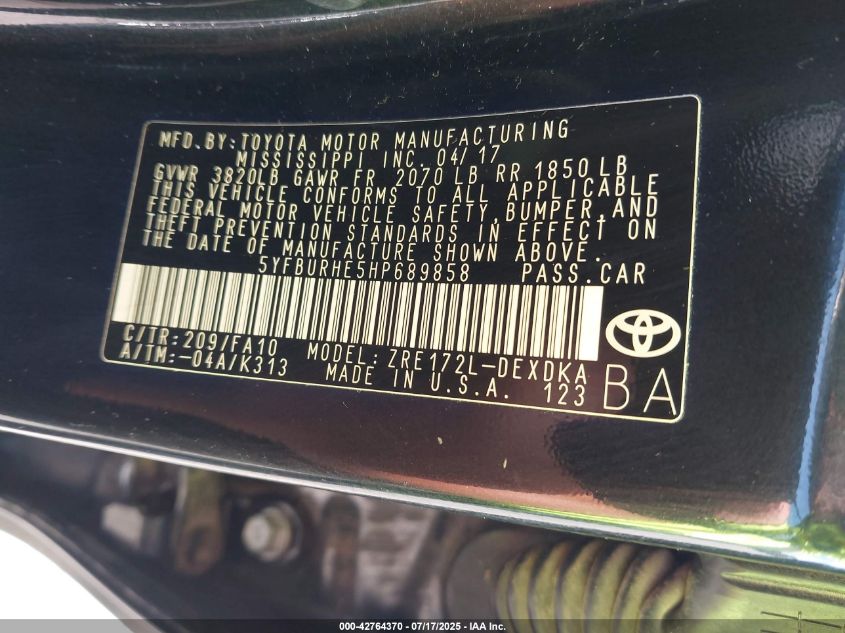 MFD. BY: TOYOTA MOTOR MANUFACTURING
MISSISSIPPI INC. 04/17
GVWR 3820LB GAWR FR 2070 LB RR 1850 LB
THIS VEHICLE CONFORMS TO ALL APPLICABLE
FEDERAL MOTOR VEHICLE SAFETY, BUMPER, AND
THEFT PREVENTION STANDARDS IN EFFECT ON
THE DATE OF MANUFACTURE SHOWN ABOVE.
5YFBURHE5HP689858 PASS. CAR
C/TR: 209/FA10 MODEL: ZRE172L-DEXDKA
A/TM: -04A/K313 MADE IN U.S.A. 123
BA
000-42764370 | 07/17/2025 - IAA Inc.